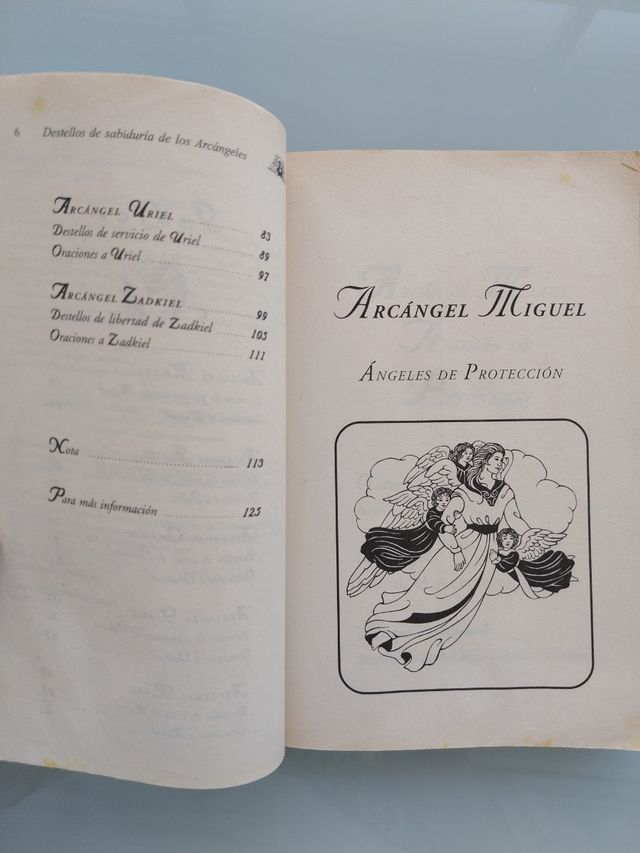 6 Destellos de sabiduría de los Arcángeles
Arcángel Uriel 83
Destellos de servicio de Uriel 89
Oraciones a Uriel 97
Arcángel Zadkiel 99
Destellos de libertad de Zadkiel 105
Oraciones a Zadkiel 111
Nota 113
Para más información 125
Arcángel Miguel
Ángeles de Protección